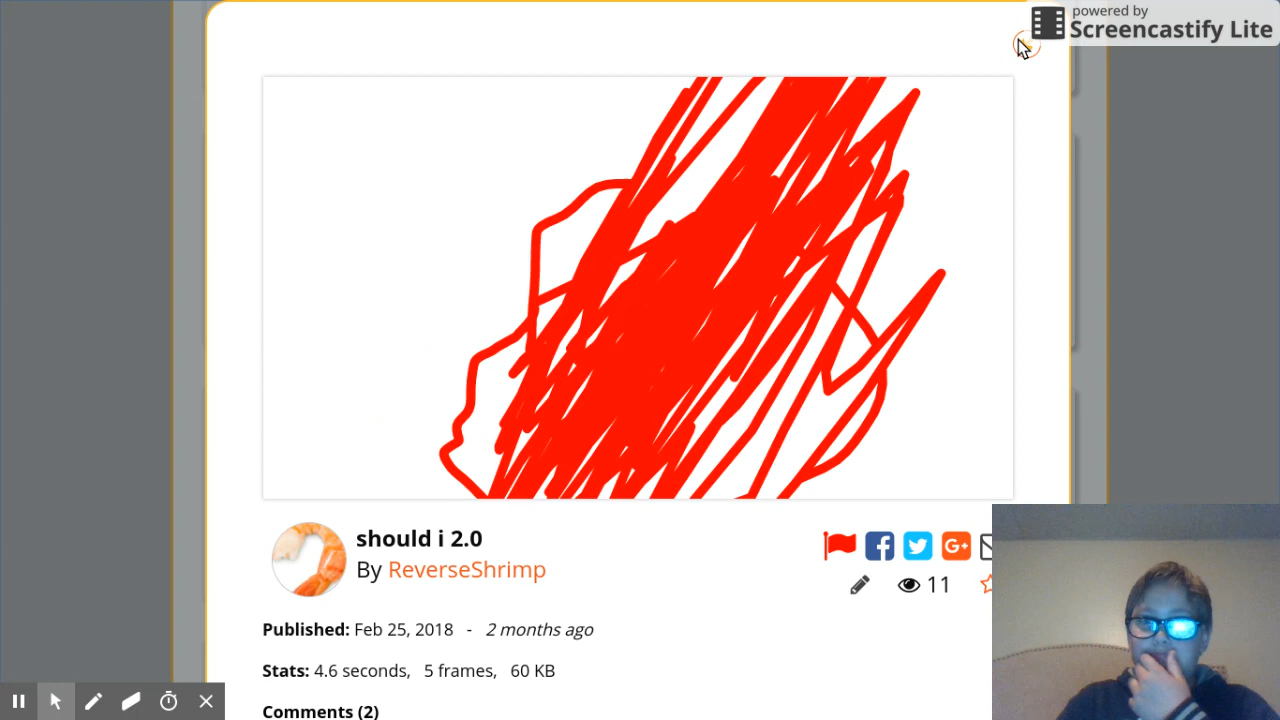 powered by
Screencastify Lite
should i 2.0
By ReverseShrimp
G+
11
Published: Feb 25, 2018 - 2 months ago
Stats: 4.6 seconds, 5 frames, 60 KB
Comments (2)